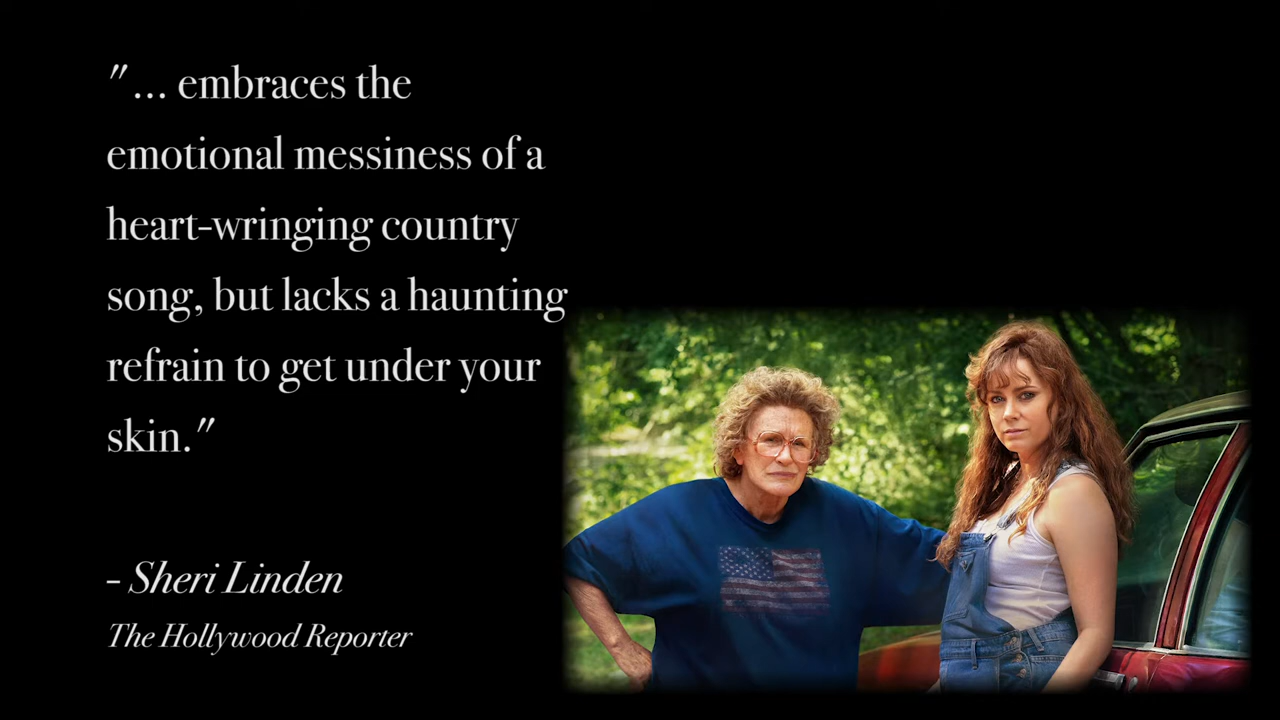 "... embraces the
emotional messiness of a
heart-wringing country
song, but lacks a haunting
refrain to get under your
skin."
- Sheri Linden
The Hollywood Reporter